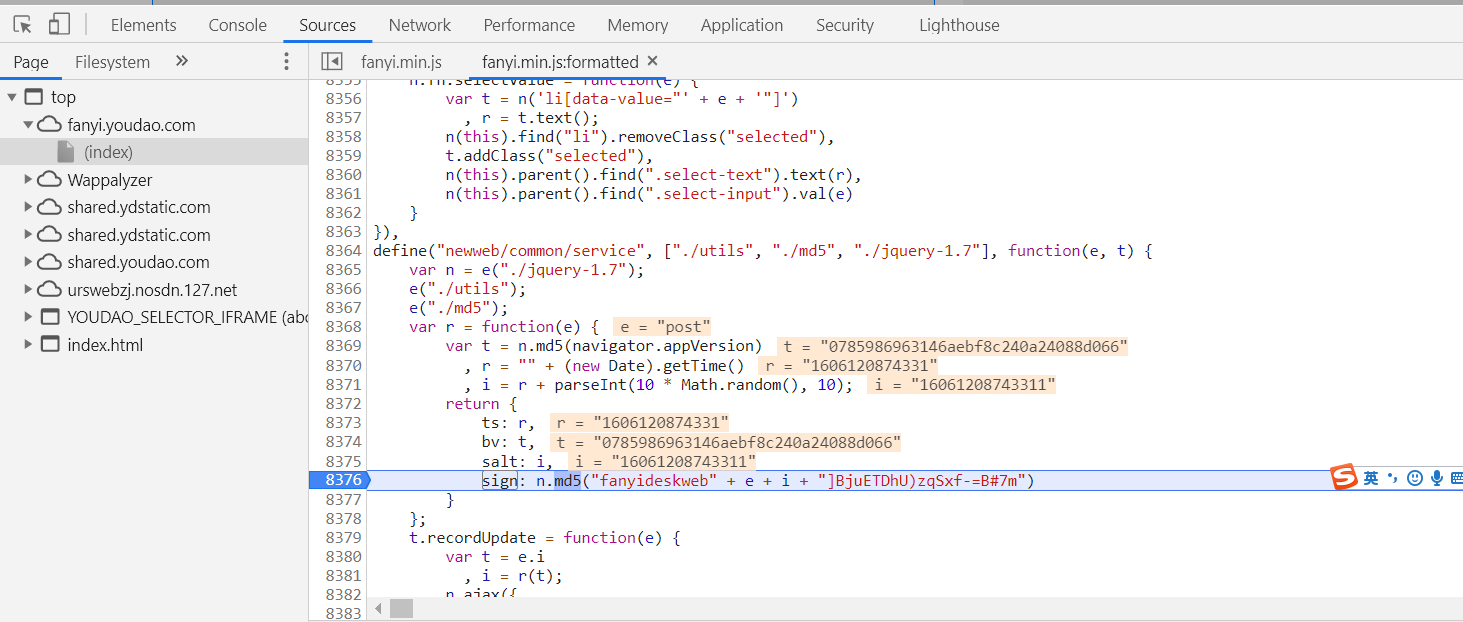 Elements Console Sources Network Performance Memory Application Security Lighthouse
Page Filesystem » fanyi.min.js fanyi.min.js:formatted ×
top
fanyi.youdao.com
(index)
Wappalyzer
shared.ydstatic.com
shared.ydstatic.com
shared.youdao.com
urswebzj.nosdn.127.net
YOUDAO_SELECTOR_IFRAME (abo
index.html
8355 n.fn.selectValue = function(e) {
8356 var t = n('li[data-value="' + e + '"]')
8357 , r = t.text();
8358 n(this).find("li").removeClass("selected"),
8359 t.addClass("selected"),
8360 n(this).parent().find(".select-text").text(r),
8361 n(this).parent().find(".select-input").val(e)
8362 }
8363 }),
8364 define("newweb/common/service", ["./utils", "./md5", "./jquery-1.7"], function(e, t) {
8365 var n = e("./jquery-1.7");
8366 e("./utils");
8367 e("./md5");
8368 var r = function(e) { e = "post"
8369 var t = n.md5(navigator.appVersion) t = "0785986963146aebf8c240a24088d066"
8370 , r = "" + (new Date).getTime() r = "1606120874331"
8371 , i = r + parseInt(10 * Math.random(), 10); i = "16061208743311"
8372 return {
8373 ts: r, r = "1606120874331"
8374 bv: t, t = "0785986963146aebf8c240a24088d066"
8375 salt: i, i = "16061208743311"
8376 sign: n.md5("fanyideskweb" + e + i + "]BjuETDhU)zqSxf-=B#7m")
8377 }
8378 };
8379 t.recordUpdate = function(e) {
8380 var t = e.i
8381 , i = r(t);
8382 n.ajax({
8383
S 英